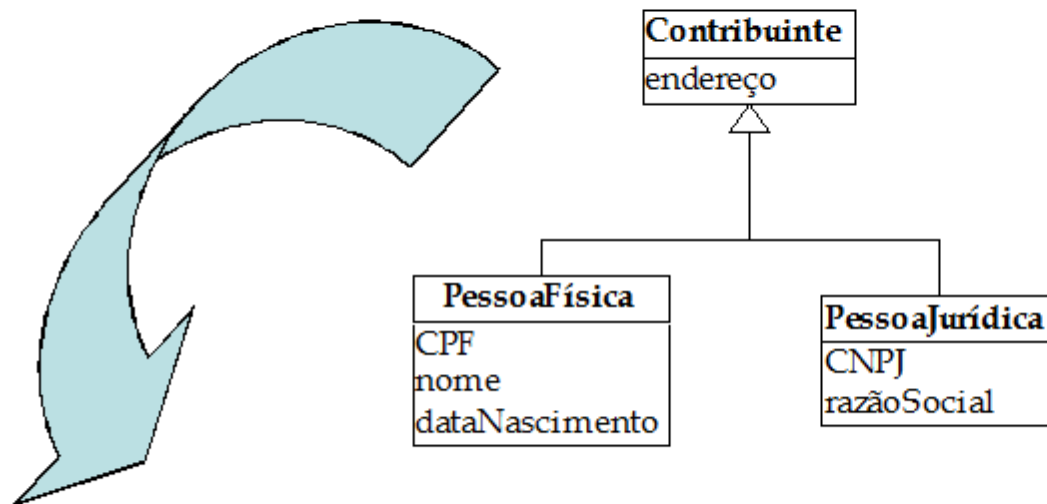 Contribuinte
endereço
PessoaFísica
CPF
nome
dataNascimento
PessoaJurídica
CNPJ
razãoSocial